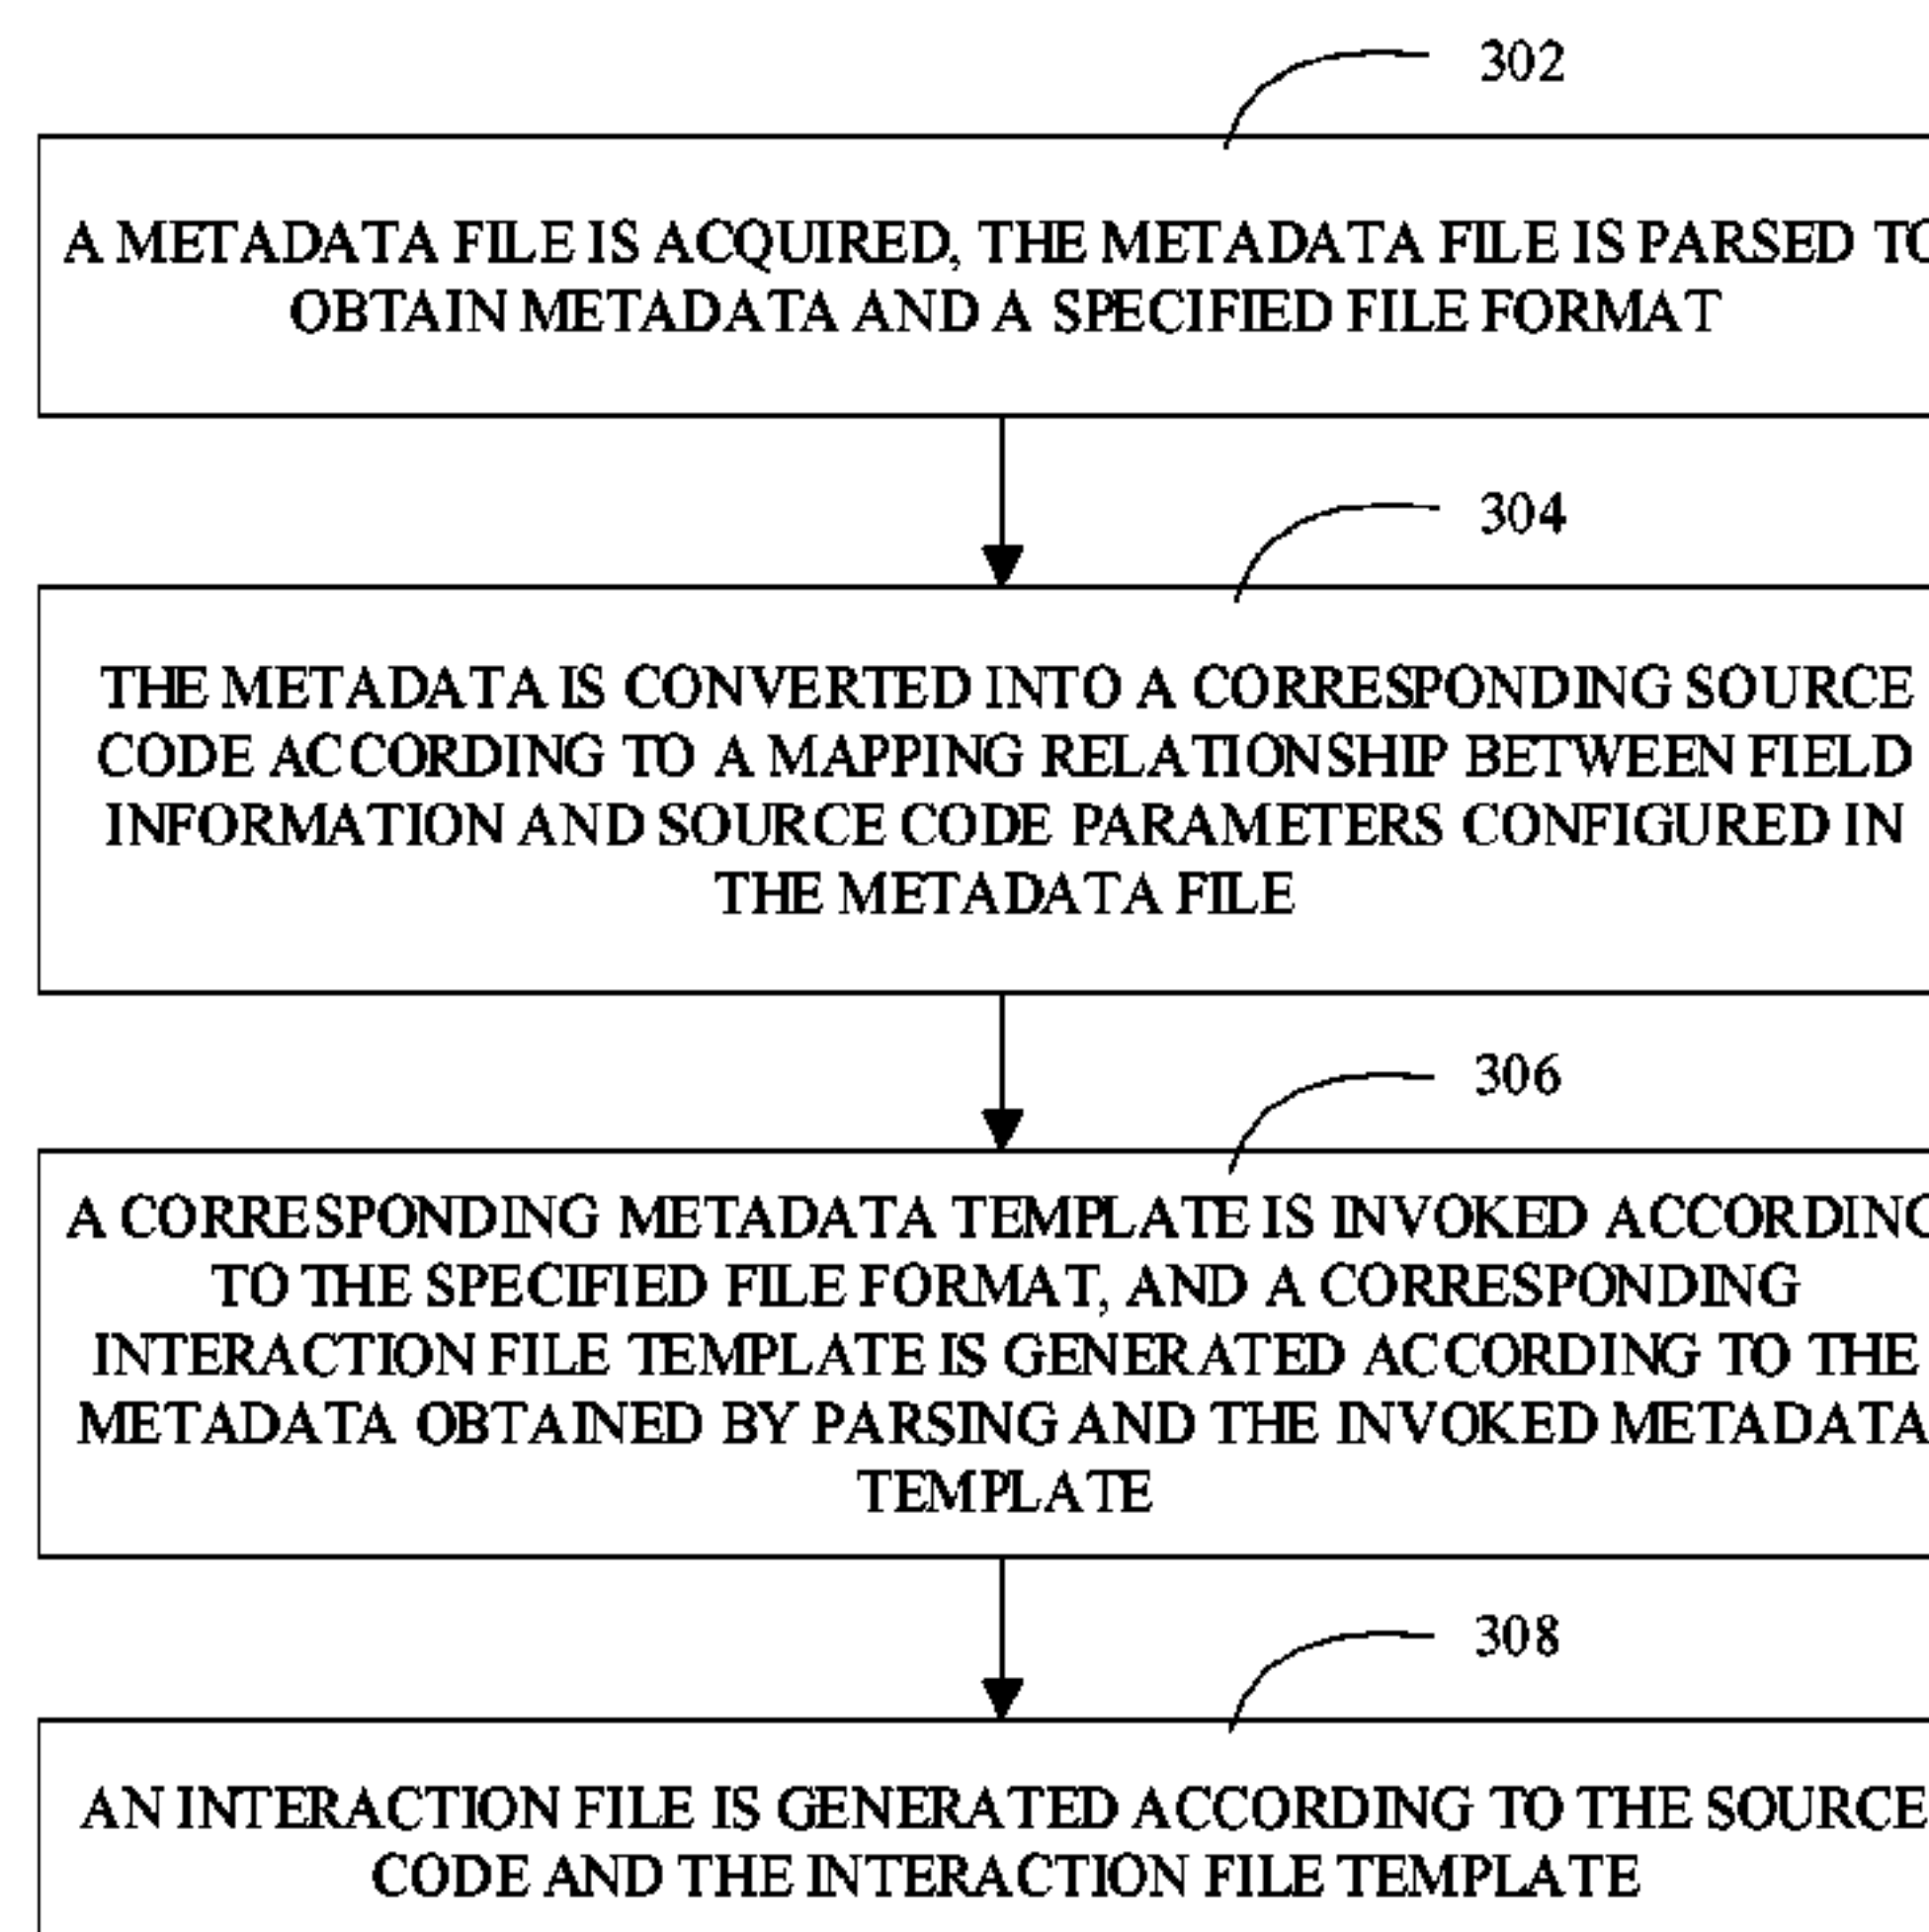 302
A METADATA FILE IS ACQUIRED, THE METADATA FILE IS PARSED TO
OBTAIN METADATA AND A SPECIFIED FILE FORMAT
304
THE METADATA IS CONVERTED INTO A CORRESPONDING SOURCE
CODE ACCORDING TO A MAPPING RELATIONSHIP BETWEEN FIELD
INFORMATION AND SOURCE CODE PARAMETERS CONFIGURED IN
THE METADATA FILE
306
A CORRESPONDING METADATA TEMPLATE IS INVOKED ACCORDING
TO THE SPECIFIED FILE FORMAT, AND A CORRESPONDING
INTERACTION FILE TEMPLATE IS GENERATED ACCORDING TO THE
METADATA OBTAINED BY PARSING AND THE INVOKED METADATA
TEMPLATE
308
AN INTERACTION FILE IS GENERATED ACCORDING TO THE SOURCE
CODE AND THE INTERACTION FILE TEMPLATE